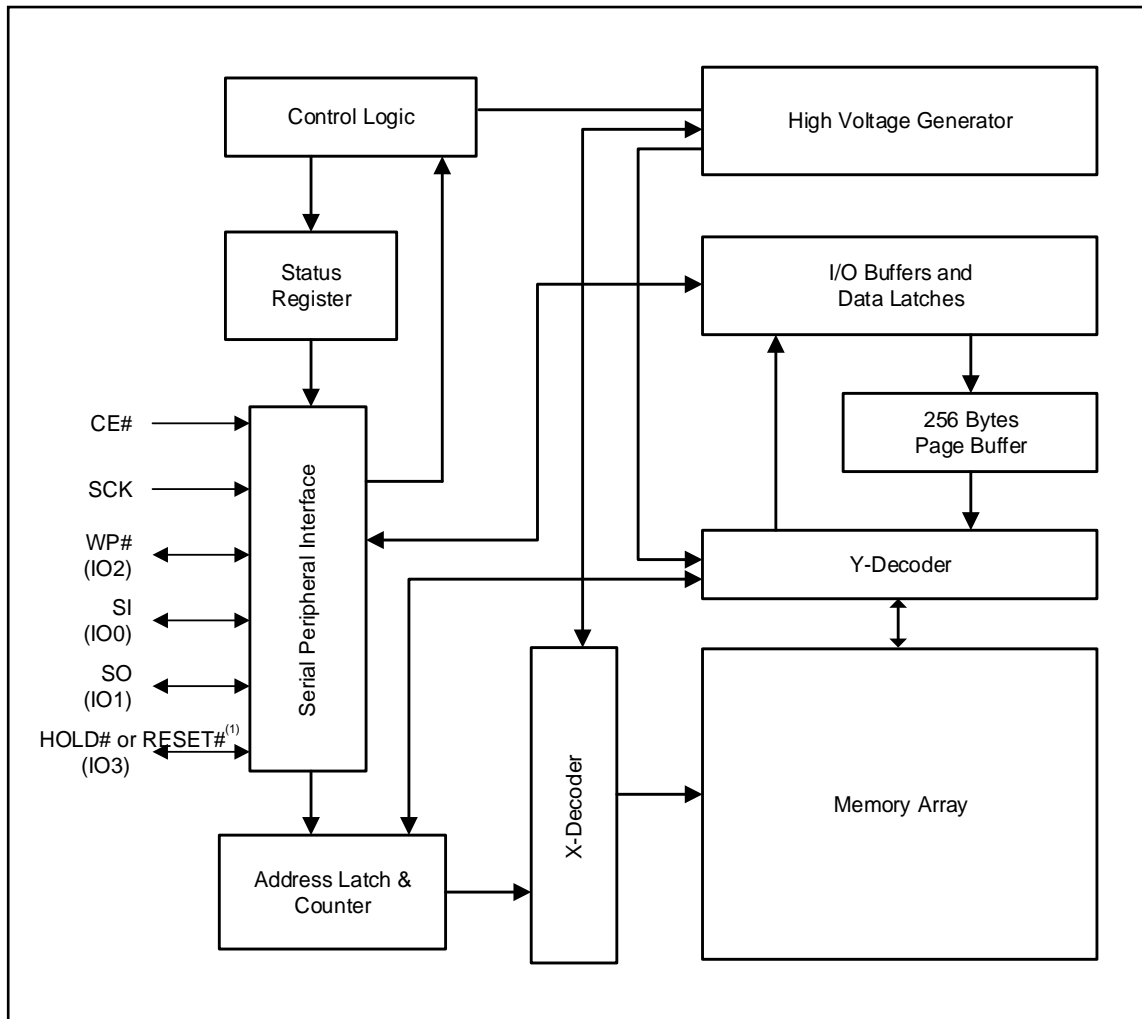 Control Logic
High Voltage Generator
Status
Register
I/O Buffers and
Data Latches
256 Bytes
Page Buffer
CE#
SCK
WP#
(IO2)
SI
(IO0)
SO
(IO1)
HOLD# or RESET#(1)
(IO3)
Serial Peripheral Interface
Y-Decoder
X-Decoder
Memory Array
Address Latch &
Counter